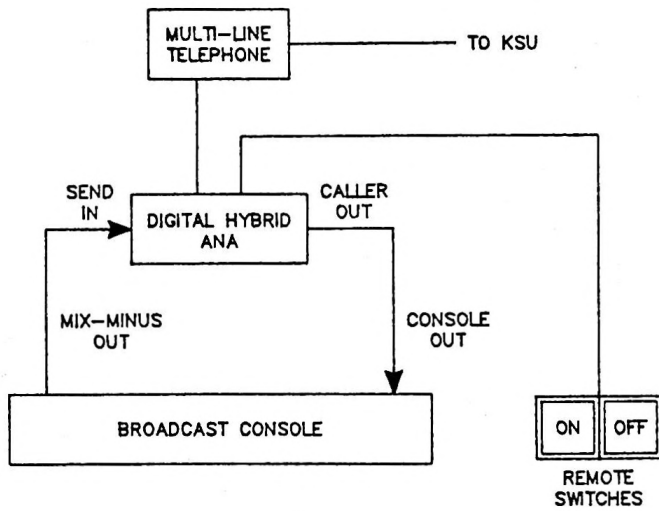 MULTI-LINE
TELEPHONE
TO KSU
SEND
IN
DIGITAL HYBRID
ANA
CALLER
OUT
MIX-MINUS
OUT
CONSOLE
OUT
BROADCAST CONSOLE
ON
OFF
REMOTE
SWITCHES